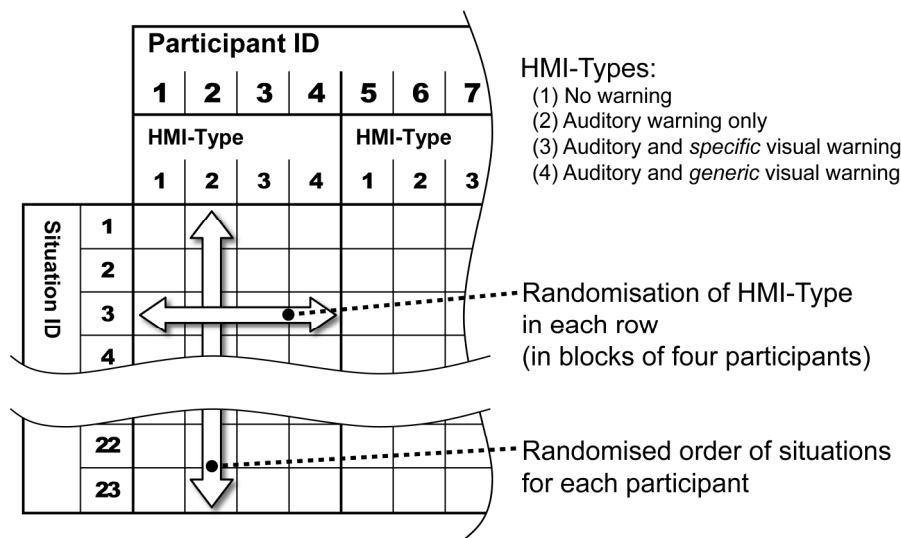 Participant ID
1 2 3 4 5 6 7
HMI-Type HMI-Type
1 2 3 4 1 2 3
Situation ID
1
2
3
4
22
23
HMI-Types:
(1) No warning
(2) Auditory warning only
(3) Auditory and specific visual warning
(4) Auditory and generic visual warning
Randomisation of HMI-Type
in each row
(in blocks of four participants)
Randomised order of situations
for each participant